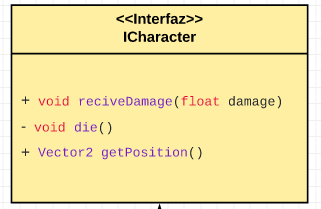 <<Interfaz>>
ICharacter
+ void reciveDamage(float damage)
- void die()
+ Vector2 getPosition()